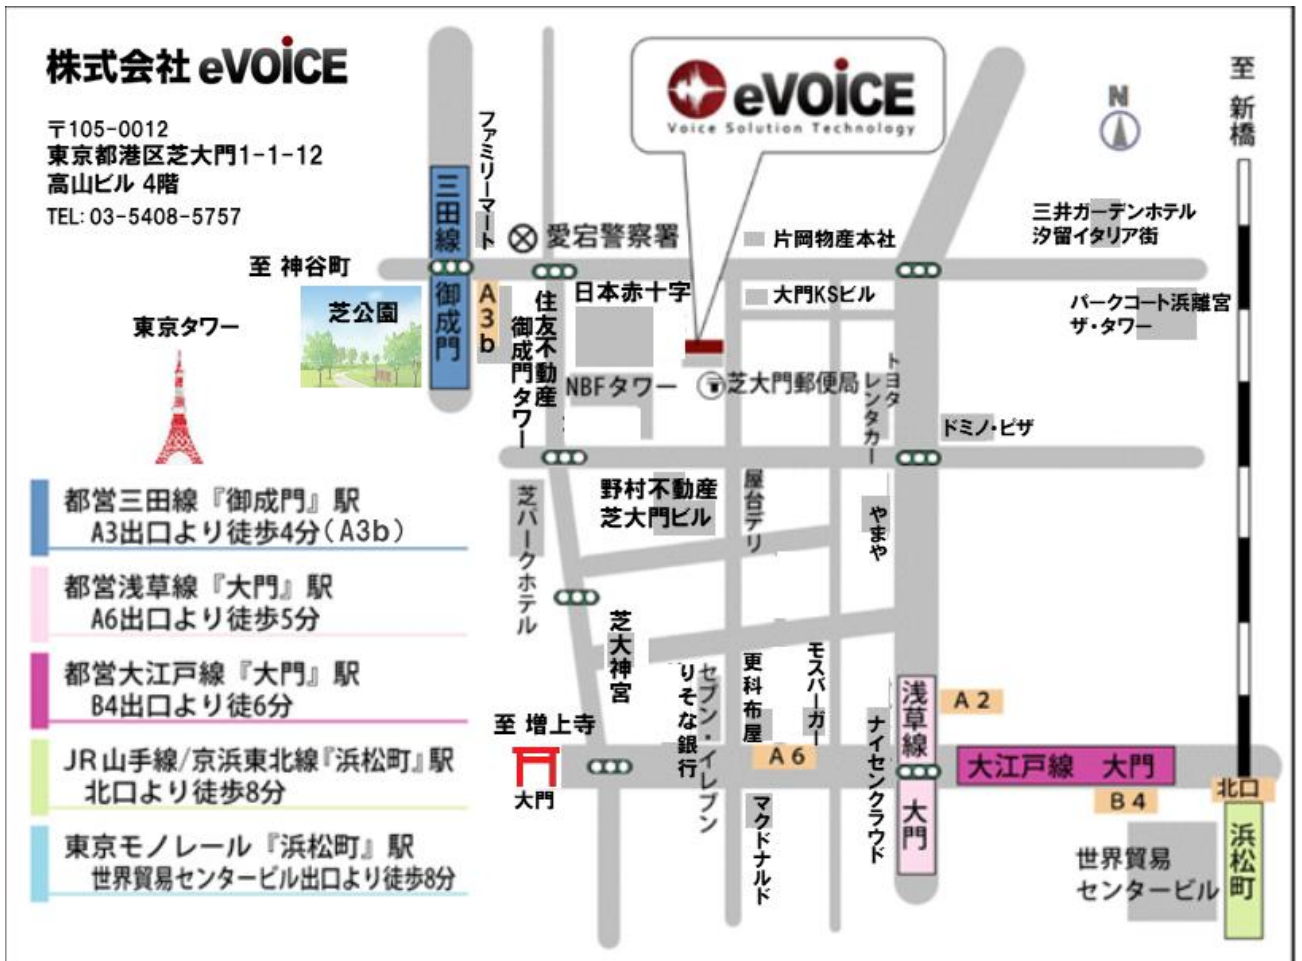 株式会社 eVOiCE
〒105-0012
東京都港区芝大門1-1-12
高山ビル 4階
TEL: 03-5408-5757
eVOiCE
Voice Solution Technology
N
至 新橋
ファミリーマート
三田線
御成門
愛宕警察署
片岡物産本社
三井ガーデンホテル
汐留イタリア街
至 神谷町
A3b
住友不動産
御成門タワー
日本赤十字
大門KSビル
パークコート浜離宮
ザ・タワー
芝公園
東京タワー
NBFタワー
芝大門郵便局
トヨタ
レンタカー
ドミノ・ピザ
都営三田線『御成門』駅
A3出口より徒歩4分(A3b)
都営浅草線『大門』駅
A6出口より徒歩5分
都営大江戸線『大門』駅
B4出口より徒6分
JR山手線/京浜東北線『浜松町』駅
北口より徒歩8分
東京モノレール『浜松町』駅
世界貿易センタービル出口より徒歩8分
芝パークホテル
野村不動産
芝大門ビル
屋台デリ
やまや
芝大神宮
りそな銀行
セブン・イレブン
更科布屋
モスバーガー
ナイセンクラウド
浅草線
大門
A 2
至 増上寺
大門
A 6
マクドナルド
大江戸線 大門
B 4
北口
浜松町
世界貿易
センタービル